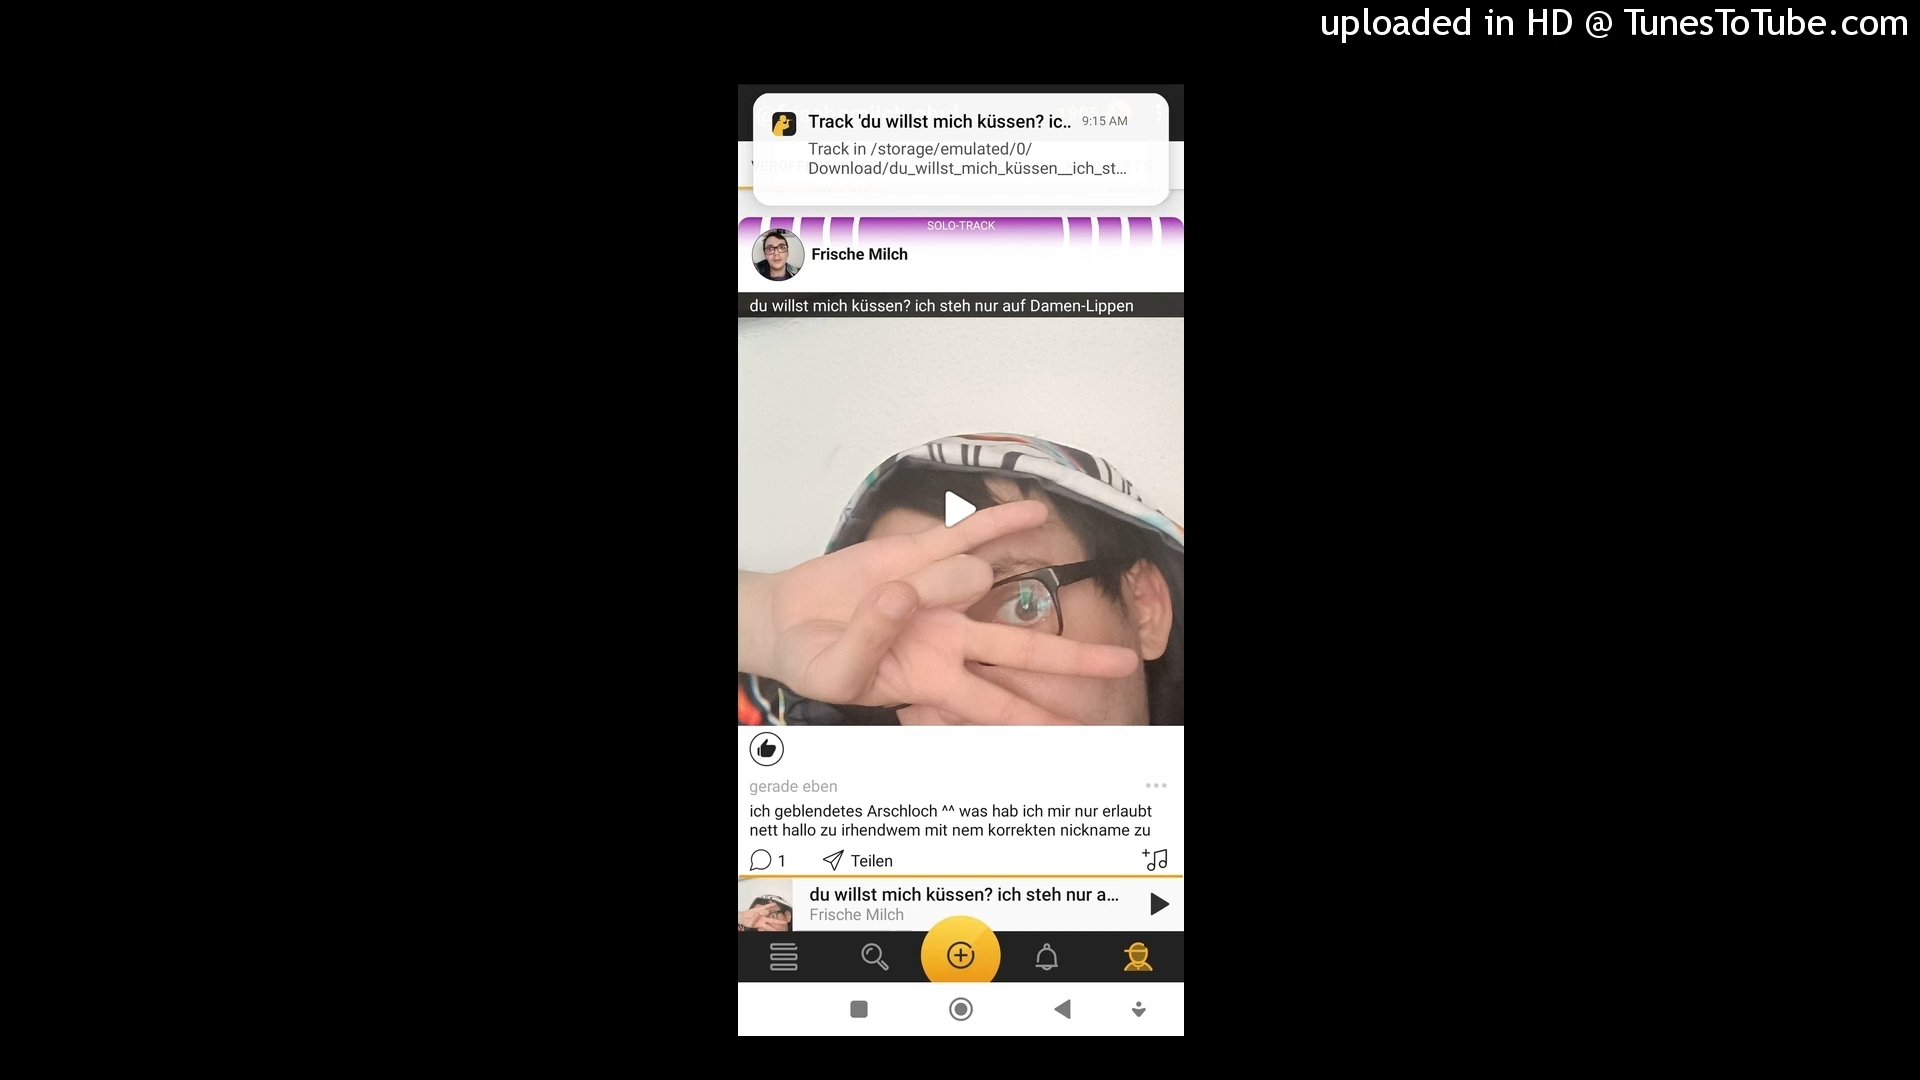 uploaded in HD @ TunesToTube.com
Track 'du willst mich küssen? ic..
9:15 AM
Track in /storage/emulated/0/
Download/du_willst_mich_küssen__ich_st...
SOLO-TRACK
Frische Milch
du willst mich küssen? ich steh nur auf Damen-Lippen
gerade eben
ich geblendetes Arschloch ^^ was hab ich mir nur erlaubt
nett hallo zu irhendwem mit nem korrekten nickname zu
1
Teilen
du willst mich küssen? ich steh nur a...
Frische Milch